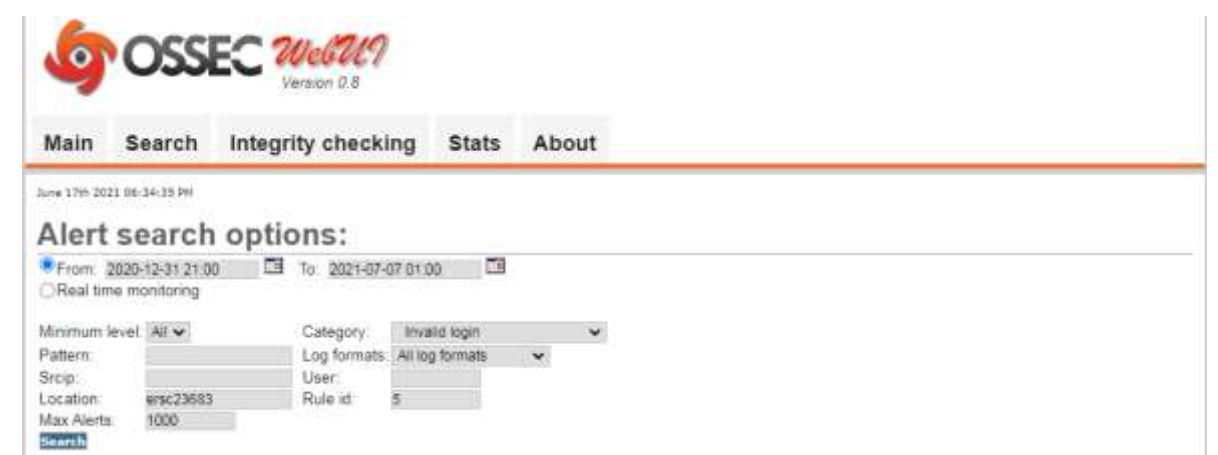 OSSEC WebUI
Version 0.8
Main Search Integrity checking Stats About
June 17th 2021 06:34:35 PM
Alert search options:
From: 2020-12-31 21:00 To: 2021-07-07 01:00
Real time monitoring
Minimum level: All Category: Invalid login
Pattern: Log formats: All log formats
Srcip: User:
Location: ersc23683 Rule id: 5
Max Alerts: 1000
Search